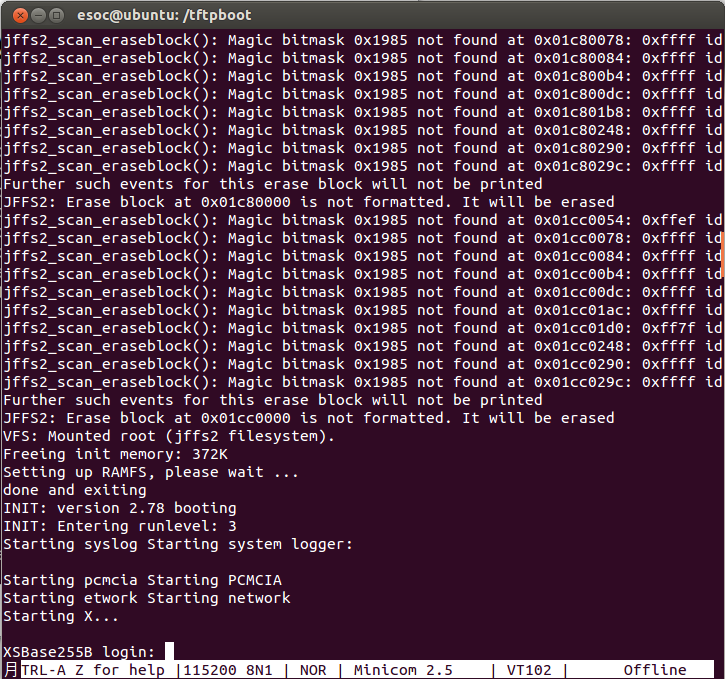 esoc@ubuntu: /tftpboot
jffs2_scan_eraseblock(): Magic bitmask 0x1985 not found at 0x01c80078: 0xffff id
jffs2_scan_eraseblock(): Magic bitmask 0x1985 not found at 0x01c80084: 0xffff id
jffs2_scan_eraseblock(): Magic bitmask 0x1985 not found at 0x01c800b4: 0xffff id
jffs2_scan_eraseblock(): Magic bitmask 0x1985 not found at 0x01c800dc: 0xffff id
jffs2_scan_eraseblock(): Magic bitmask 0x1985 not found at 0x01c801b8: 0xffff id
jffs2_scan_eraseblock(): Magic bitmask 0x1985 not found at 0x01c80248: 0xffff id
jffs2_scan_eraseblock(): Magic bitmask 0x1985 not found at 0x01c80290: 0xffff id
jffs2_scan_eraseblock(): Magic bitmask 0x1985 not found at 0x01c8029c: 0xffff id
Further such events for this erase block will not be printed
JFFS2: Erase block at 0x01c80000 is not formatted. It will be erased
jffs2_scan_eraseblock(): Magic bitmask 0x1985 not found at 0x01cc0054: 0xffef id
jffs2_scan_eraseblock(): Magic bitmask 0x1985 not found at 0x01cc0078: 0xffff id
jffs2_scan_eraseblock(): Magic bitmask 0x1985 not found at 0x01cc0084: 0xffff id
jffs2_scan_eraseblock(): Magic bitmask 0x1985 not found at 0x01cc00b4: 0xffff id
jffs2_scan_eraseblock(): Magic bitmask 0x1985 not found at 0x01cc00dc: 0xffff id
jffs2_scan_eraseblock(): Magic bitmask 0x1985 not found at 0x01cc01ac: 0xffff id
jffs2_scan_eraseblock(): Magic bitmask 0x1985 not found at 0x01cc01d0: 0xff7f id
jffs2_scan_eraseblock(): Magic bitmask 0x1985 not found at 0x01cc0248: 0xffff id
jffs2_scan_eraseblock(): Magic bitmask 0x1985 not found at 0x01cc0290: 0xffff id
jffs2_scan_eraseblock(): Magic bitmask 0x1985 not found at 0x01cc029c: 0xffff id
Further such events for this erase block will not be printed
JFFS2: Erase block at 0x01cc0000 is not formatted. It will be erased
VFS: Mounted root (jffs2 filesystem).
Freeing init memory: 372K
Setting up RAMFS, please wait ...
done and exiting
INIT: version 2.78 booting
INIT: Entering runlevel: 3
Starting syslog Starting system logger:
Starting pcmcia Starting PCMCIA
Starting etwork Starting network
Starting X...
XSBase255B login:
月TRL-A Z for help |115200 8N1 | NOR | Minicom 2.5 | VT102 | Offline